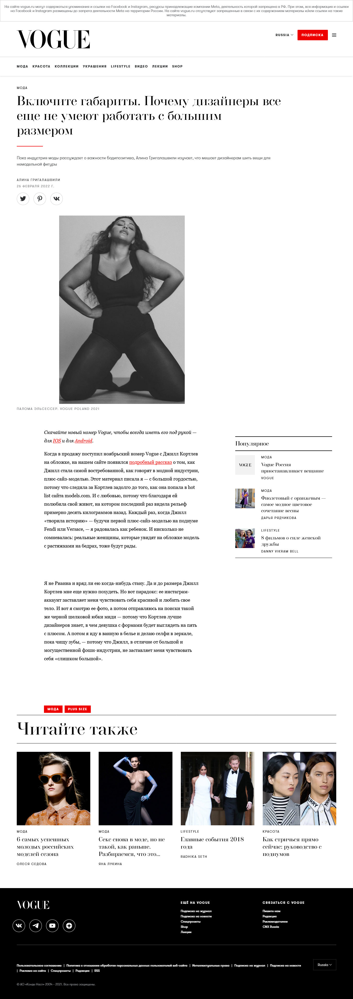 На сайте vogue.ru могут содержаться упоминания и ссылки на Facebook и Instagram, ресурсы принадлежащие компании Meta, деятельность которой запрещена в РФ. При этом, вся информация и ссылки
на Facebook и Instagram размещены до запрета деятельности Meta на территории России. На сайте vogue.ru отсутствуют запрещенные в связи с их содержанием материалы и/или ссылки на такие
материалы.
VOGUE
RUSSIA
ПОДПИСКА
МОДА КРАСОТА КОЛЛЕКЦИИ УКРАШЕНИЯ LIFESTYLE ВИДЕО ЛЕКЦИИ SHOP
МОДА
Включите габариты. Почему дизайнеры все
еще не умеют работать с большим
размером
Пока индустрия моды рассуждает о важности бодипозитива, Алина Григалашвили изучает, что мешает дизайнерам шить вещи для
немодельной фигуры
АЛИНА ГРИГАЛАШВИЛИ
26 ФЕВРАЛЯ 2022 Г.
ПАЛОМА ЭЛЬСЕССЕР. VOGUE POLAND 2021
Скачайте новый номер Vogue, чтобы всегда иметь его под рукой —
для IOS и для Android.
Когда в продажу поступил ноябрьский номер Vogue с Джилл Кортлев
на обложке, на нашем сайте появился подробный рассказ о том, как
Джилл стала самой востребованной, как говорят в модной индустрии,
плюс-сайз-моделью. Этот материал писала я — с большой гордостью,
потому что следила за Кортлев задолго до того, как она попала в hot
list сайта models.com. И с любовью, потому что благодаря ей
полюбила свой живот, на котором последний раз видела рельеф
примерно десять килограммов назад. Каждый раз, когда Джилл
«творила историю» — будучи первой плюс-сайз-моделью на подиуме
Fendi или Versace, — я радовалась как ребенок. И нисколько не
сомневалась: реальные женщины, которые увидят на обложке модель
с растяжками на бедрах, тоже будут рады.
Я не Рианна и вряд ли ею когда-нибудь стану. Да и до размера Джилл
Кортлев мне еще нужно похудеть. Но вот парадокс: ее инстаграм-
аккаунт заставляет меня чувствовать себя красивой и любить свое
тело. И вот я смотрю ее фото, а потом отправляюсь на поиски такой
же черной шелковой юбки миди — потому что Кортлев лучше
дизайнеров знает, в чем девушка с формами будет выглядеть на пять
с плюсом. А потом я иду в ванную в белье и делаю селфи в зеркале,
пока чищу зубы, — потому что Джилл, в отличие от большой и
могущественной фэшн-индустрии, не заставляет меня чувствовать
себя «слишком большой».
Популярное
VOGUE
МОДА
Vogue Россия
приостанавливает вещание
VOGUE
МОДА
Фиолетовый с оранжевым —
самое модное цветовое
сочетание весны
ДАРЬЯ РЯДЧИКОВА
LIFESTYLE
8 фильмов о силе женской
дружбы
DANNY VIKRAM BELL
МОДА PLUS SIZE
Читайте также
МОДА
6 самых успешных
молодых российских
моделей сезона
ОЛЕСЯ СЕДОВА
МОДА
Секс снова в моде, но не
такой, как раньше.
Разбираемся, что это...
ЯНА ЛУКИНА
LIFESTYLE
Главные события 2018
года
RADHIKA SETH
КРАСОТА
Как стричься прямо
сейчас: руководство с
подиумов
VOGUE
ЕЩЁ НА VOGUE
Подписка на журнал
Подписка на новости
Спецпроекты
Shop
Лекции
СВЯЗАТЬСЯ С VOGUE
Пишите нам
Редакция
Рекламодателям
CNX Russia
Пользовательское соглашение | Политика в отношении обработки персональных данных пользователей веб-сайта | Интеллектуальные права | Подписка на журнал | Подписка на новости
| Реклама на сайте | Спецпроекты | Редакция | RSS
Russia
© АО «Конде Наст» 2004 - 2021. Все права защищены.